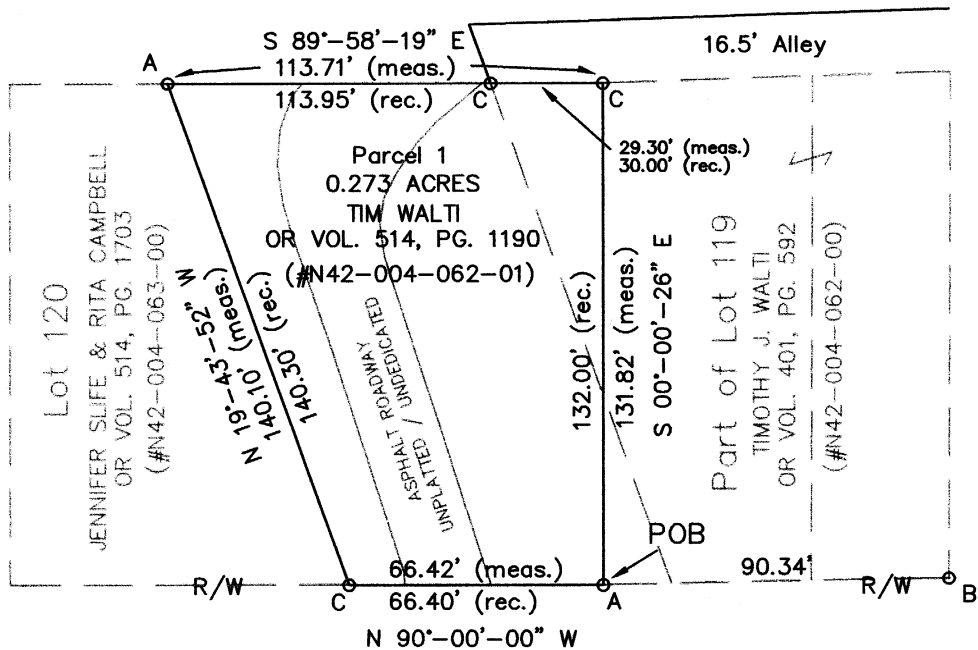 S 89°-58'-19" E
113.71' (meas.)
113.95' (rec.)
16.5' Alley
A
C
C
29.30' (meas.)
30.00' (rec.)
Parcel 1
0.273 ACRES
TIM WALTI
OR VOL. 514, PG. 1190
(#N42-004-062-01)
Lot 120
JENNIFER SLIFE & RITA CAMPBELL
OR VOL. 514, PG. 1703
(#N42-004-063-00)
N 19°-43'-52" W
140.10' (meas.)
140.30' (rec.)
ASPHALT ROADWAY
UNPLATTED / UNDEDICATED
132.00' (rec.)
131.82' (meas.)
S 00°-00'-26" E
Part of Lot 119
TIMOTHY J. WALTI
OR VOL. 401, PG. 592
(#N42-004-062-00)
POB
90.34'
R/W
C
66.42' (meas.)
66.40' (rec.)
A
R/W
B
N 90°-00'-00" W